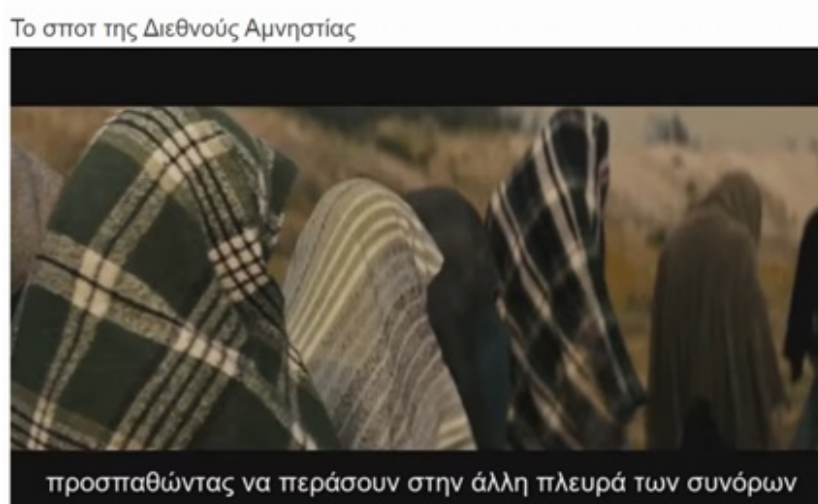 Το σποτ της Διεθνούς Αμνηστίας
προσπαθώντας να περάσουν στην άλλη πλευρά των συνόρων